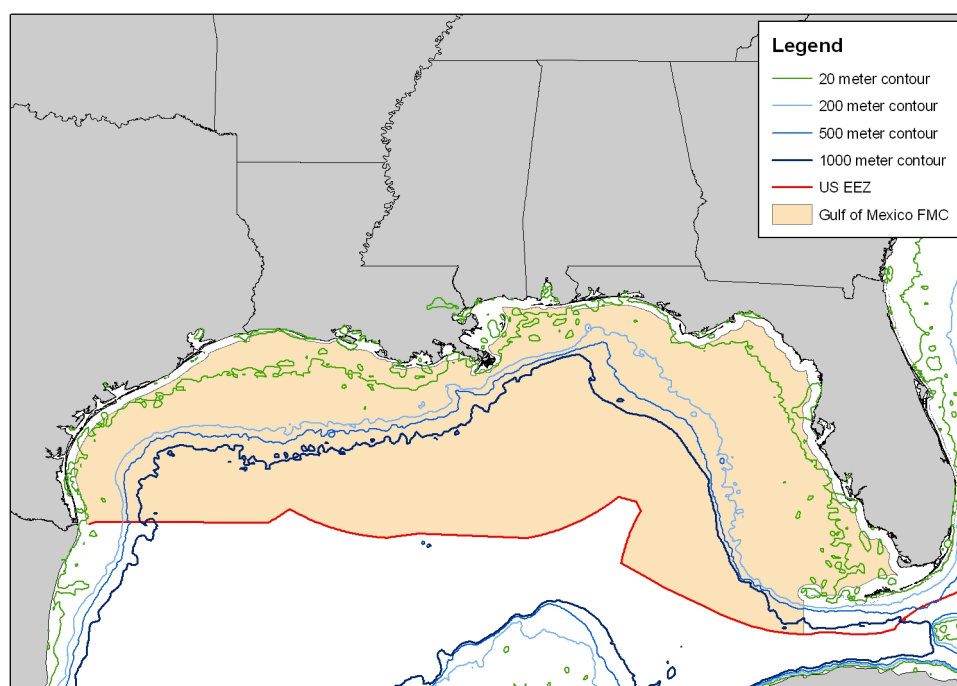 Legend
20 meter contour
200 meter contour
500 meter contour
1000 meter contour
US EEZ
Gulf of Mexico FMC